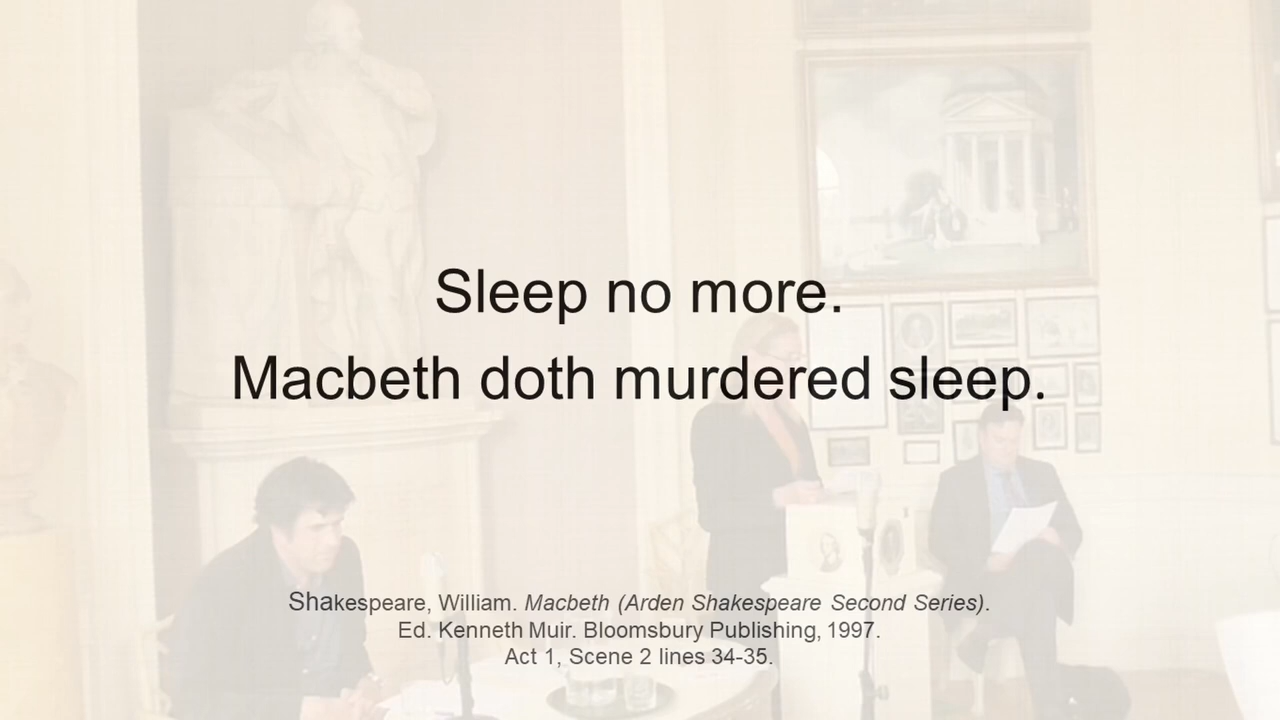 Sleep no more.
Macbeth doth murdered sleep.
Shakespeare, William. Macbeth (Arden Shakespeare Second Series).
Ed. Kenneth Muir. Bloomsbury Publishing, 1997.
Act 1, Scene 2 lines 34-35.